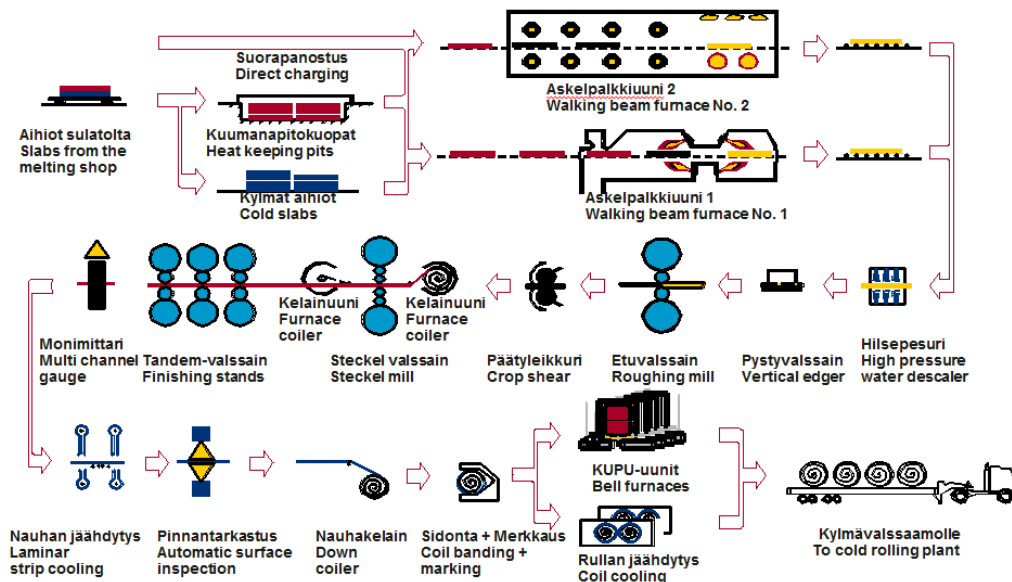 Suorapanostus
Direct charging
Askelpalkkiuuni 2
Walking beam furnace No. 2
Aihiot sulatolta
Slabs from the
melting shop
Kuumanapitokuopat
Heat keeping pits
Kylmät aihiot
Cold slabs
Askelpalkkiuuni 1
Walking beam furnace No. 1
Monimittari
Multi channel
gauge
Tandem-valssain
Finishing stands
Kelainuuni
Furnace
coiler
Steckel valssain
Steckel mill
Kelainuuni
Furnace
coiler
Päätyleikkuri
Crop shear
Etuvalssain
Roughing mill
Pystyvalssain
Vertical edger
Hilsepesuri
High pressure
water descaler
Nauhan jäähdytys
Laminar
strip cooling
Pinnantarkastus
Automatic surface
inspection
Nauhakelain
Down
coiler
Sidonta + Merkkaus
Coil banding +
marking
KUPU-uunit
Bell furnaces
Rullan jäähdytys
Coil cooling
Kylmävalssaamolle
To cold rolling plant